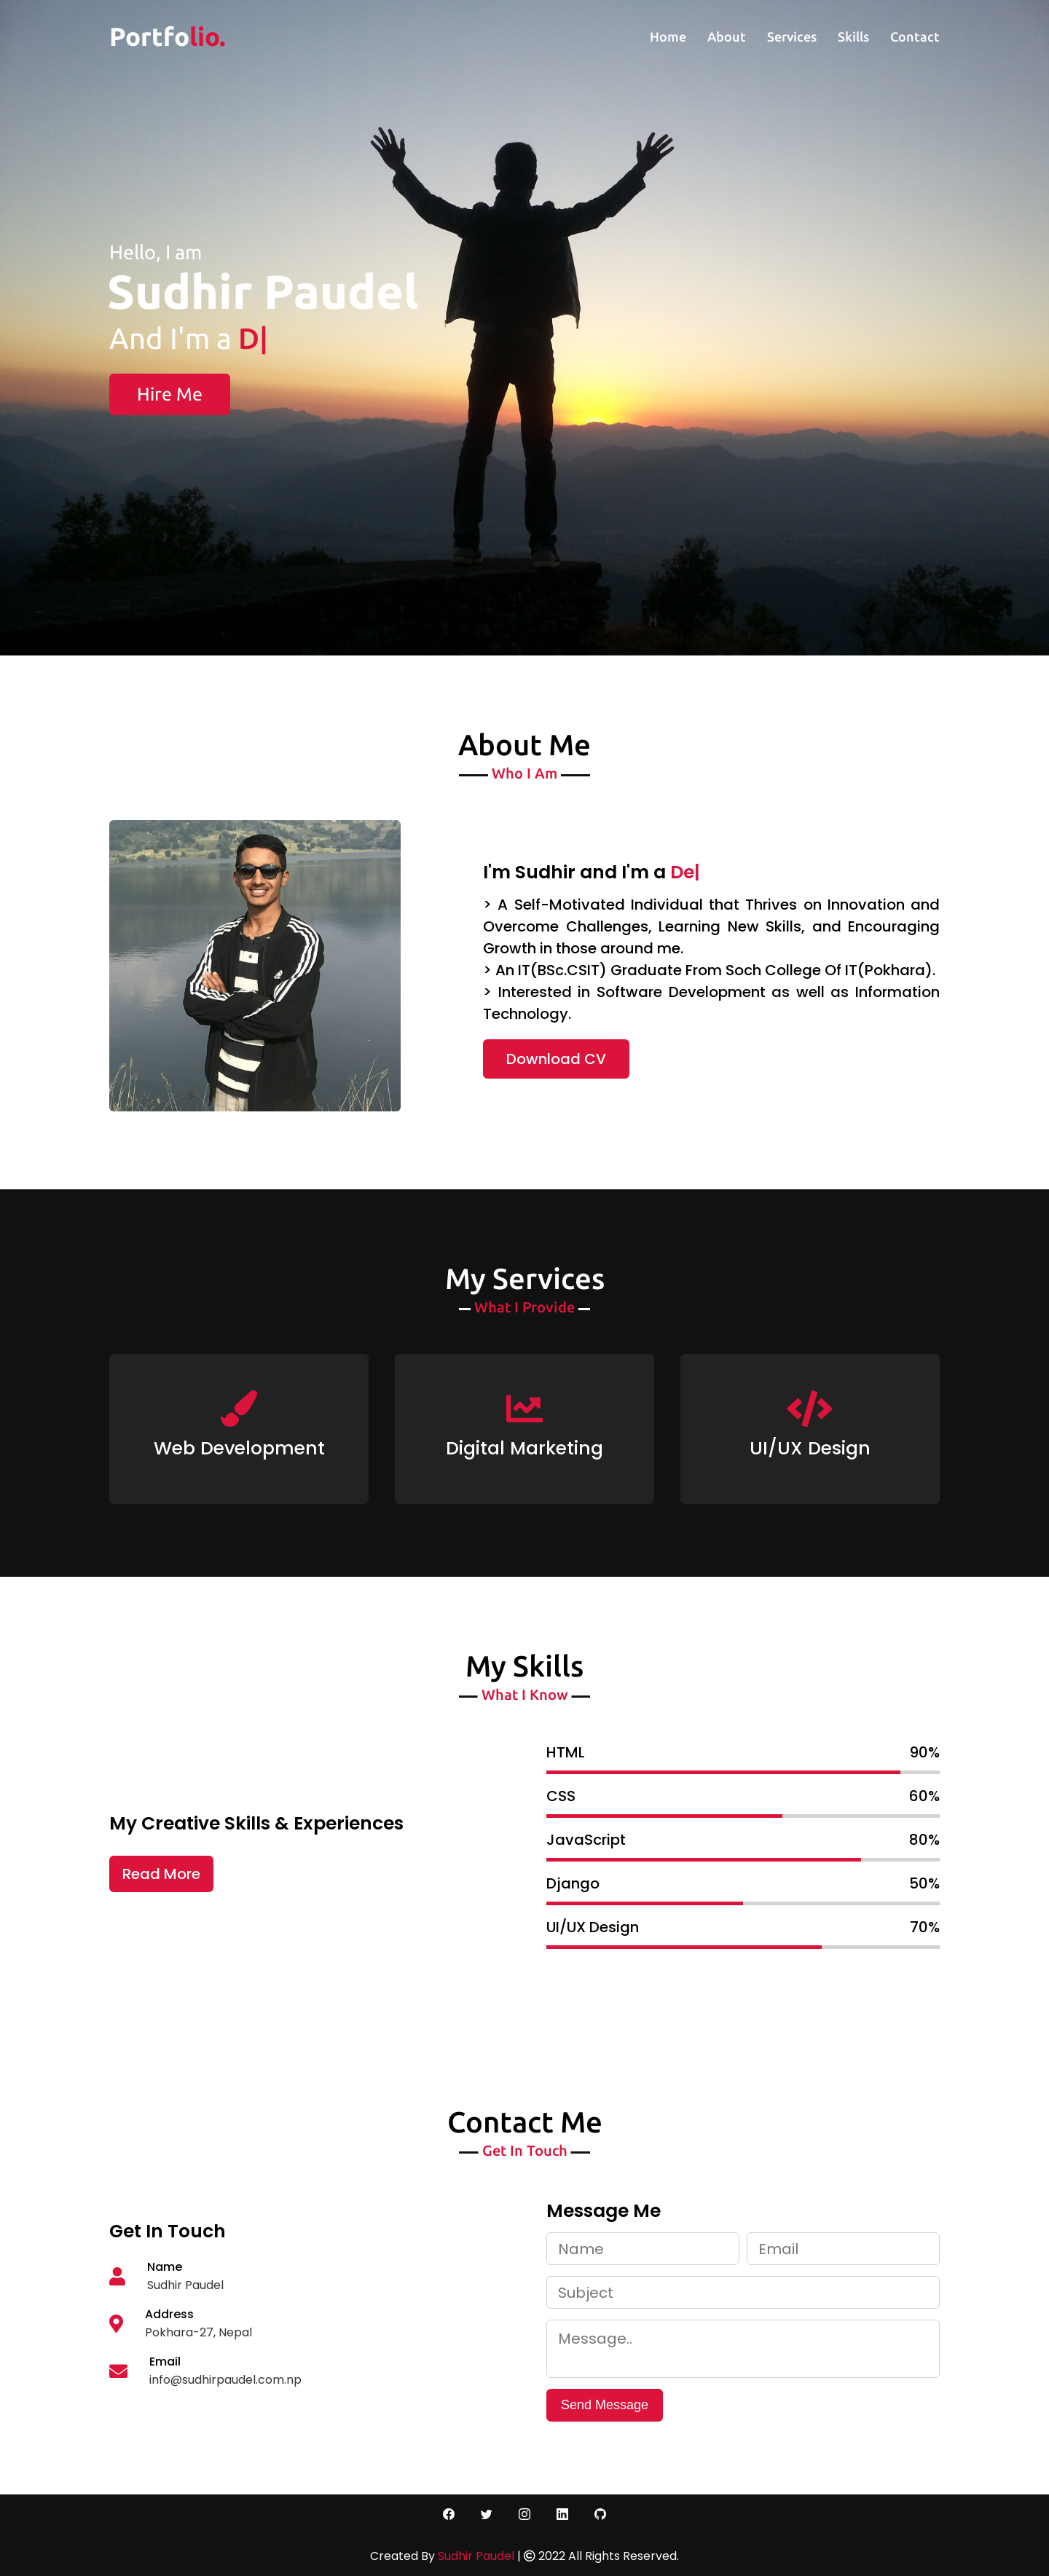 Portfolio.
Home About Services Skills Contact
Hello, I am
Sudhir Paudel
And I'm a D|
Hire Me
About Me
Who I Am
I'm Sudhir and I'm a De|
> A Self-Motivated Individual that Thrives on Innovation and
Overcome Challenges, Learning New Skills, and Encouraging
Growth in those around me.
> An IT(BSc.CSIT) Graduate From Soch College Of IT(Pokhara).
> Interested in Software Development as well as Information
Technology.
Download CV
My Services
What I Provide
Web Development
Digital Marketing
UI/UX Design
My Skills
What I Know
My Creative Skills & Experiences
Read More
HTML 90%
CSS 60%
JavaScript 80%
Django 50%
UI/UX Design 70%
Contact Me
Get In Touch
Get In Touch
Name
Sudhir Paudel
Address
Pokhara-27, Nepal
Email
info@sudhirpaudel.com.np
Message Me
Name
Email
Subject
Message..
Send Message
Created By Sudhir Paudel | © 2022 All Rights Reserved.